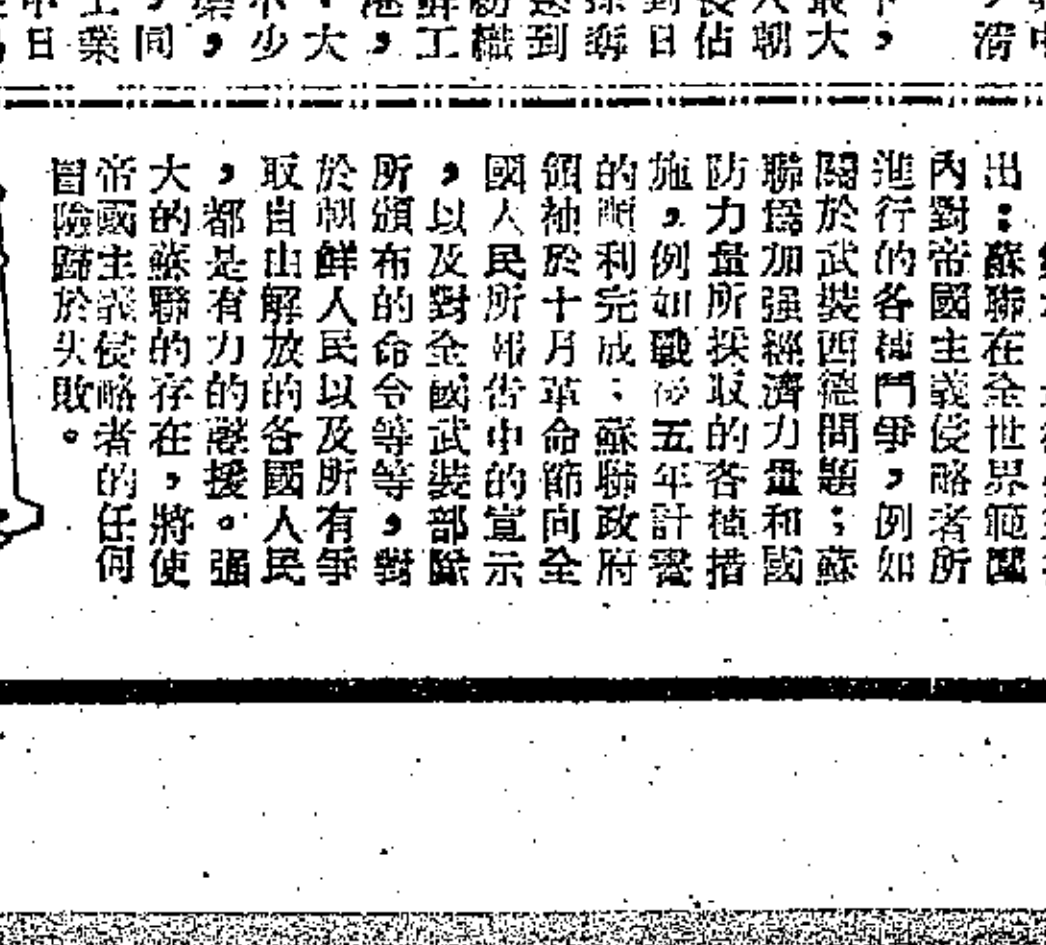 出：蘇聯在全世界範圍
內對帝國主義侵略者所
進行的各種鬥爭，例如
關於武裝西德問題；蘇
聯爲加强經濟力量和國
防力量所採取的各種措
施，例如戰後五年計劃
的順利完成；蘇聯政府
領袖於十月革命節向全
國人民所報告中的宣示
，以及對全國武裝部隊
所頒布的命令等等，對
於朝鮮人民以及所有爭
取自由解放的各國人民
，都是有力的聲援。强
大的蘇聯的存在，將使
帝國主義侵略者的任何
冒險歸於失敗。